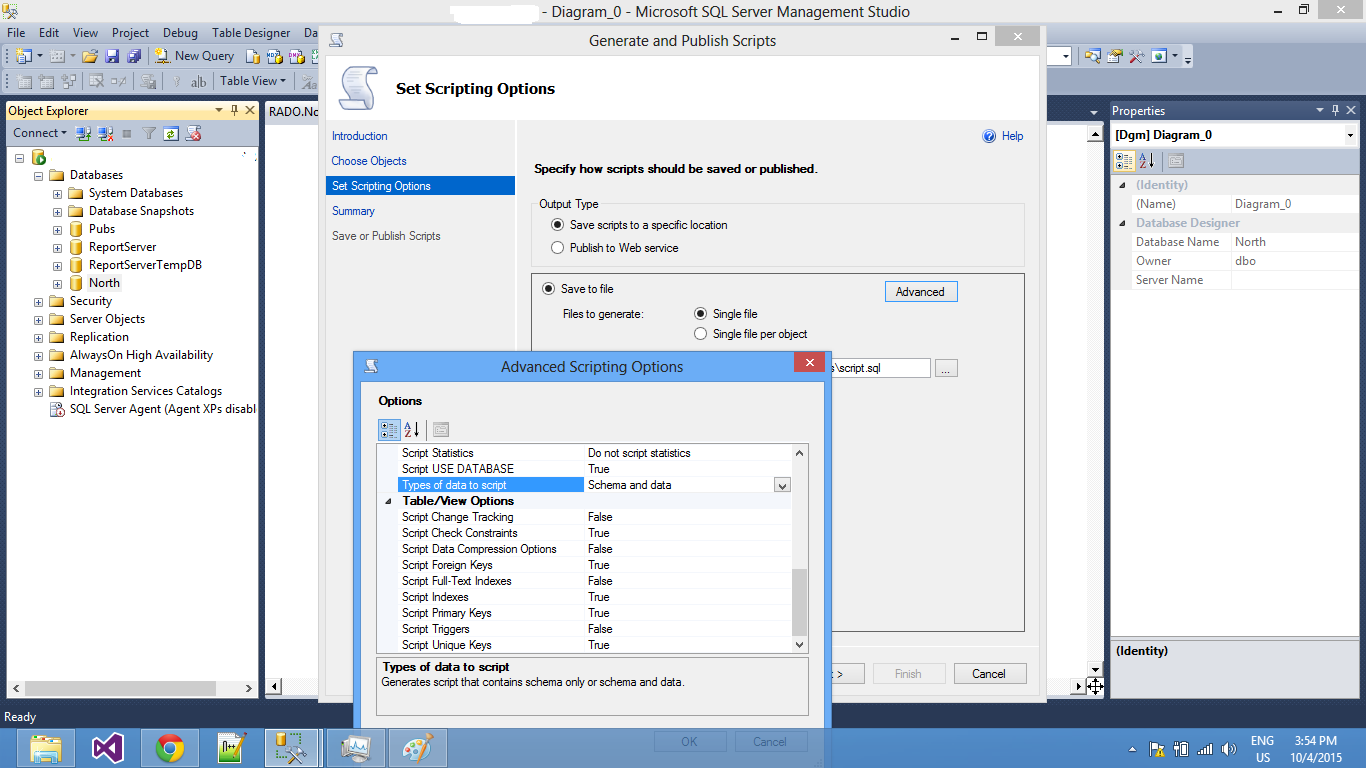 - Diagram_0 - Microsoft SQL Server Management Studio
File Edit View Project Debug Table Designer Da
New Query
Table View
Object Explorer
Connect
Databases
System Databases
Database Snapshots
Pubs
ReportServer
ReportServerTempDB
North
Security
Server Objects
Replication
AlwaysOn High Availability
Management
Integration Services Catalogs
SQL Server Agent (Agent XPs disabl
RADO.No
Generate and Publish Scripts
Set Scripting Options
Introduction
Choose Objects
Set Scripting Options
Summary
Save or Publish Scripts
Help
Specify how scripts should be saved or published.
Output Type
Save scripts to a specific location
Publish to Web service
Save to file
Advanced
Files to generate: Single file
Single file per object
s\script.sql ...
Advanced Scripting Options
Options
Script Statistics Do not script statistics
Script USE DATABASE True
Types of data to script Schema and data
Table/View Options
Script Change Tracking False
Script Check Constraints True
Script Data Compression Options False
Script Foreign Keys True
Script Full-Text Indexes False
Script Indexes True
Script Primary Keys True
Script Triggers False
Script Unique Keys True
Types of data to script
Generates script that contains schema only or schema and data.
OK Cancel
> Finish Cancel
Properties
[Dgm] Diagram_0
(Identity)
(Name) Diagram_0
Database Designer
Database Name North
Owner dbo
Server Name
(Identity)
Ready
ENG
US
3:54 PM
10/4/2015